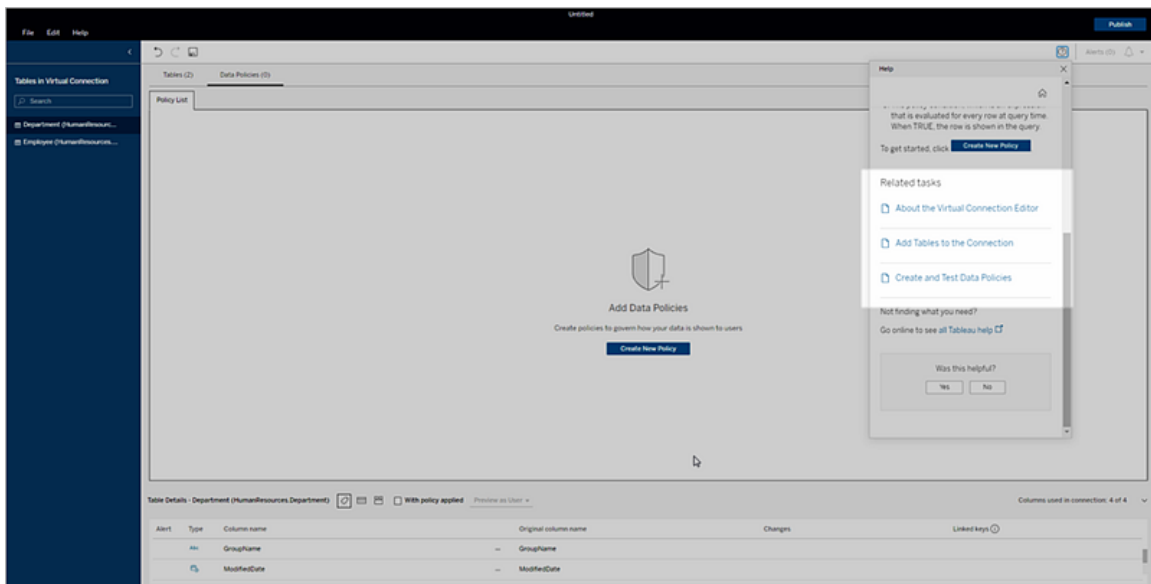 Untitled
File Edit Help
Publish
Alerts (0)
Tables in Virtual Connection
Search
Department (HumanResourc...
Employee (HumanResources....
Tables (2) Data Policies (0)
Policy List
Add Data Policies
Create policies to govern how your data is shown to users
Create New Policy
Help
that is evaluated for every row at query time.
When TRUE, the row is shown in the query.
To get started, click Create New Policy
Related tasks
About the Virtual Connection Editor
Add Tables to the Connection
Create and Test Data Policies
Not finding what you need?
Go online to see all Tableau help
Was this helpful?
Yes No
Table Details - Department (HumanResources.Department) With policy applied Preview as User Columns used in connection: 4 of 4
Alert Type Column name Original column name Changes Linked keys
Abc GroupName GroupName
ModifiedDate ModifiedDate